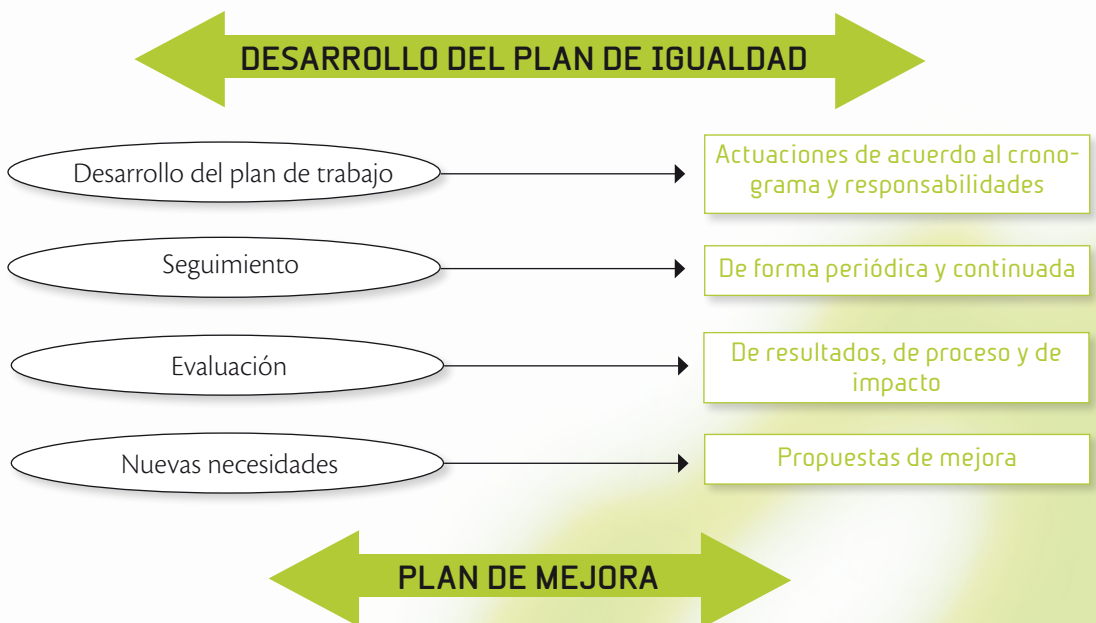 DESARROLLO DEL PLAN DE IGUALDAD
Desarrollo del plan de trabajo
Actuaciones de acuerdo al crono-
grama y responsabilidades
Seguimiento
De forma periódica y continuada
Evaluación
De resultados, de proceso y de
impacto
Nuevas necesidades
Propuestas de mejora
PLAN DE MEJORA